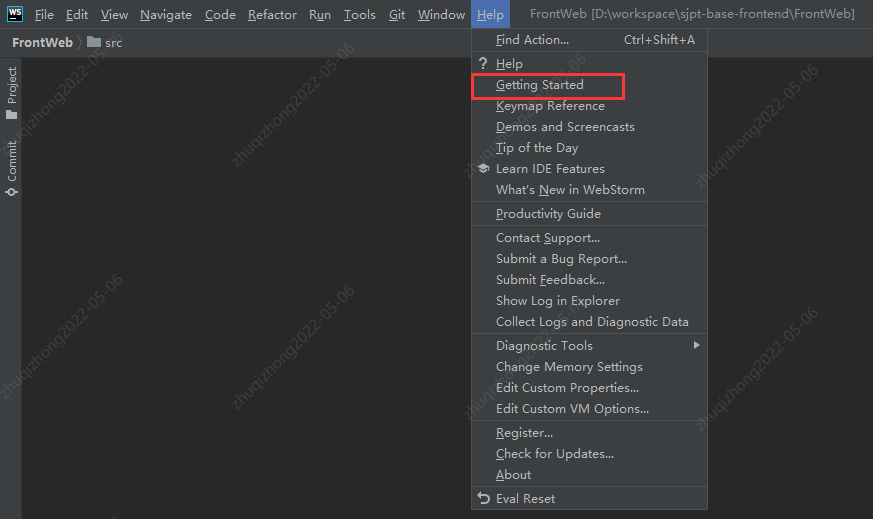 WS File Edit View Navigate Code Refactor Run Tools Git Window Help FrontWeb [D:\workspace\sjpt-base-frontend\FrontWeb]
FrontWeb src
Project
Commit
Find Action... Ctrl+Shift+A
? Help
Getting Started
Keymap Reference
Demos and Screencasts
Tip of the Day
Learn IDE Features
What's New in WebStorm
Productivity Guide
Contact Support...
Submit a Bug Report...
Submit Feedback...
Show Log in Explorer
Collect Logs and Diagnostic Data
Diagnostic Tools
Change Memory Settings
Edit Custom Properties...
Edit Custom VM Options...
Register...
Check for Updates...
About
Eval Reset
zhuqizhong2022-05-06
zhuqizhong2022-05-06
zhuqizhong2022-05-06
zhuqizhong2022-05-06
zhuqizhong2022-05-06
zhuqizhong2022-05-06
zhuqizhong2022-05-06
zhuqizhong2022-05-06